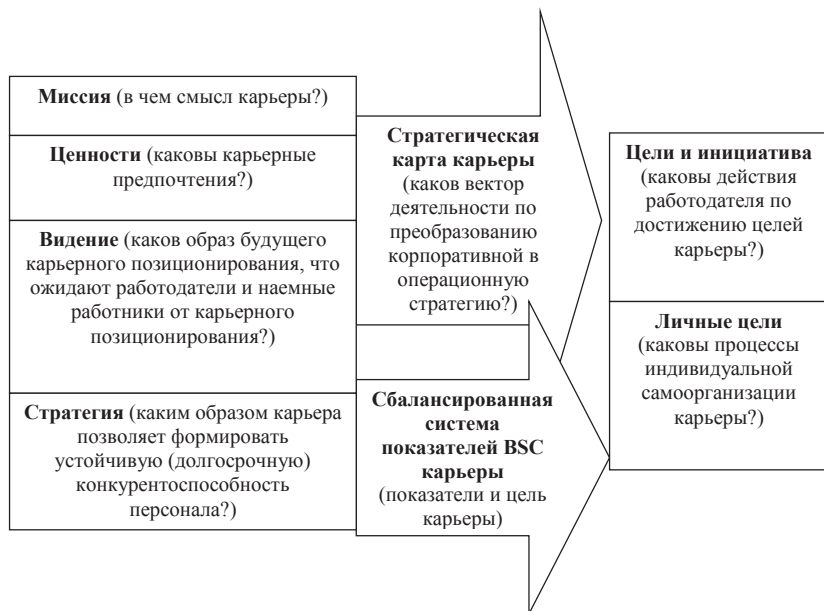 Миссия (в чем смысл карьеры?)
Ценности (каковы карьерные
предпочтения?)
Видение (каков образ будущего
карьерного позиционирования, что
ожидают работодатели и наемные
работники от карьерного
позиционирования?)
Стратегия (каким образом карьера
позволяет формировать
устойчивую (долгосрочную)
конкурентоспособность
персонала?)
Стратегическая
карта карьеры
(каков вектор
деятельности по
преобразованию
корпоративной в
операционную
стратегию?)
Сбалансированная
система
показателей BSC
карьеры
(показатели и цель
карьеры)
Цели и инициатива
(каковы действия
работодателя по
достижению целей
карьеры?)
Личные цели
(каковы процессы
индивидуальной
самоорганизации
карьеры?)